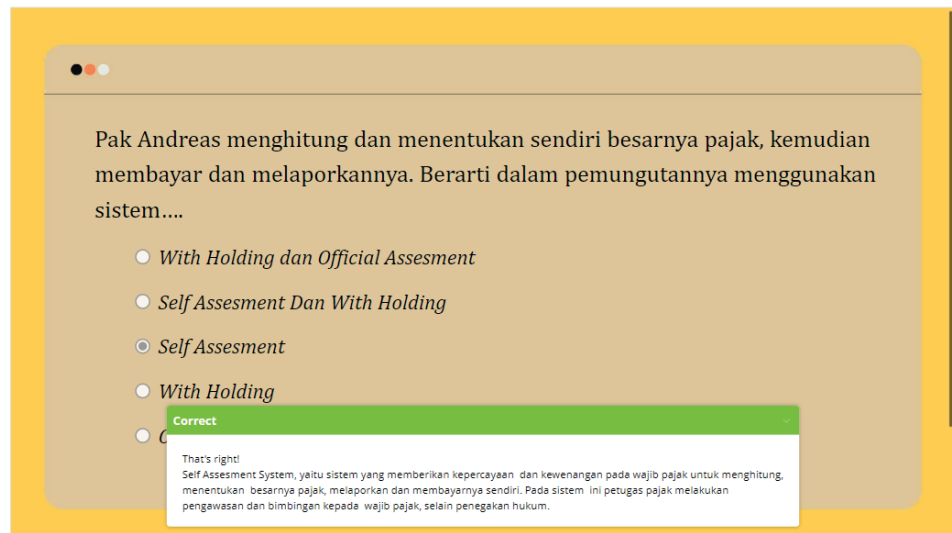 Pak Andreas menghitung dan menentukan sendiri besarnya pajak, kemudian
membayar dan melaporkannya. Berarti dalam pemungutannya menggunakan
sistem....
With Holding dan Official Assesment
Self Assesment Dan With Holding
Self Assesment
With Holding
Correct
That's right!
Self Assesment System, yaitu sistem yang memberikan kepercayaan dan kewenangan pada wajib pajak untuk menghitung,
menentukan besarnya pajak, melaporkan dan membayarnya sendiri. Pada sistem ini petugas pajak melakukan
pengawasan dan bimbingan kepada wajib pajak, selain penegakan hukum.